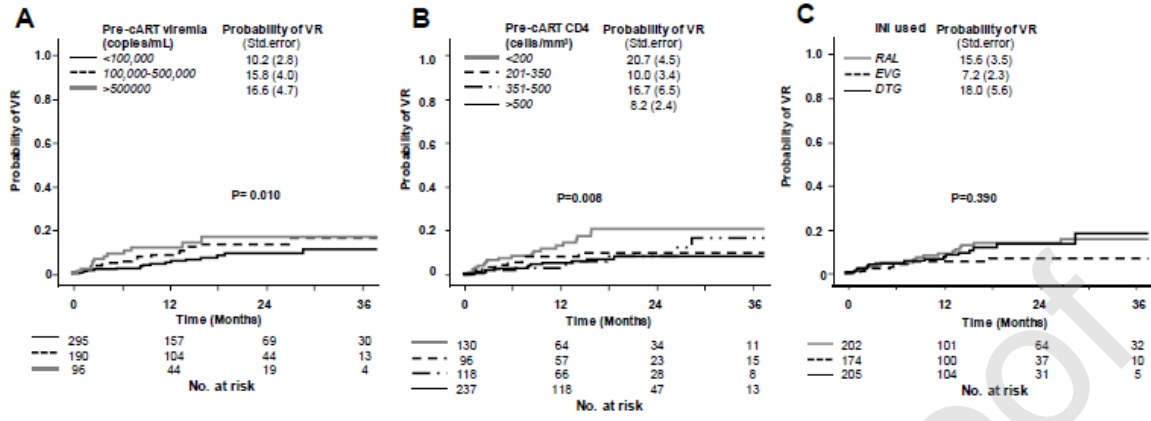 A
Pre-cART viremia Probability of VR
(copies/mL) (Std.error)
<100,000 10.2 (2.8)
100,000-500,000 15.8 (4.0)
>500000 16.6 (4.7)
Probability of VR
1.0
0.8
0.6
0.4
0.2
0
P= 0.010
0 12 24 36
Time (Months)
295 157 69 30
190 104 44 13
96 44 19 4
No. at risk
B
Pre-cART CD4 Probability of VR
(cells/mm³) (Std.error)
<200 20.7 (4.5)
201-350 10.0 (3.4)
351-500 16.7 (6.5)
>500 8.2 (2.4)
Probability of VR
1.0
0.8
0.6
0.4
0.2
0
P=0.008
0 12 24 36
Time (Months)
130 64 34 11
96 57 23 15
118 66 28 8
237 118 47 13
No. at risk
C
INI used Probability of VR
(Std.error)
RAL 15.6 (3.5)
EVG 7.2 (2.3)
DTG 18.0 (5.6)
Probability of VR
1.0
0.8
0.6
0.4
0.2
0
P=0.390
0 12 24 36
Time (Months)
202 101 64 32
174 100 37 10
205 104 31 5
No. at risk
oof